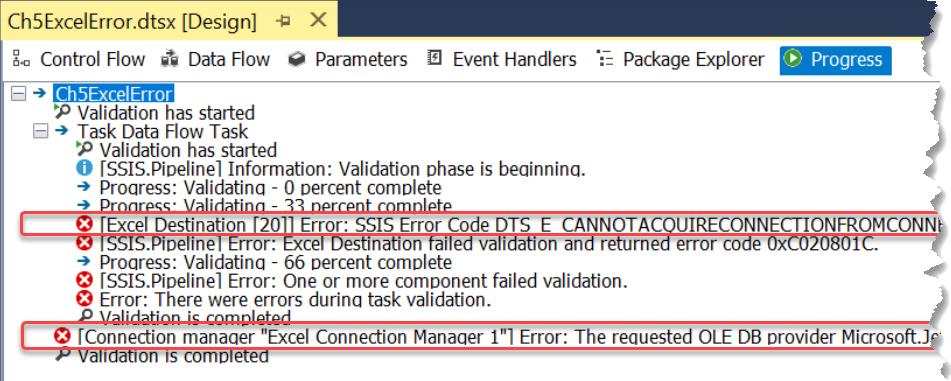 Ch5ExcelError.dtsx [Design]
Control Flow Data Flow Parameters Event Handlers Package Explorer Progress
Ch5ExcelError
Validation has started
Task Data Flow Task
Validation has started
[SSIS.Pipeline] Information: Validation phase is beginning.
Progress: Validating - 0 percent complete
Progress: Validating - 33 percent complete
[Excel Destination [20]] Error: SSIS Error Code DTS_E_CANNOTACQUIRECONNECTIONFROMCONN
[SSIS.Pipeline] Error: Excel Destination failed validation and returned error code 0xC020801C.
Progress: Validating - 66 percent complete
[SSIS.Pipeline] Error: One or more component failed validation.
Error: There were errors during task validation.
Validation is completed
[Connection manager "Excel Connection Manager 1"] Error: The requested OLE DB provider Microsoft.Je
Validation is completed